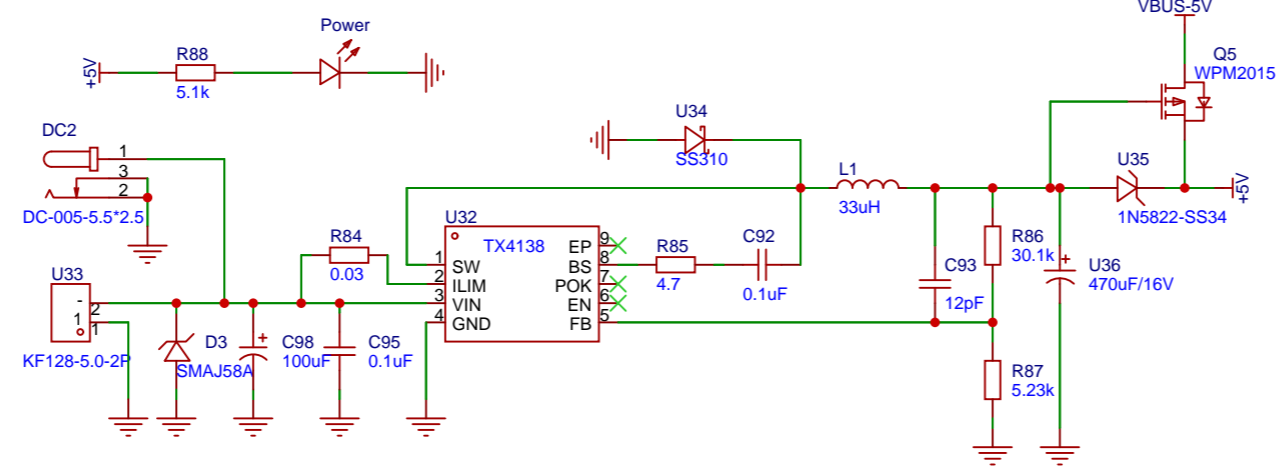 VBUS-5V
Power
+5V
R88
5.1k
Q5
WPM2015
DC2
1
3
2
DC-005-5.5*2.5
U34
SS310
L1
33uH
U35
1N5822-SS34
+5V
U33
-
2
1
1
KF128-5.0-2P
R84
0.03
U32
TX4138
1
SW
2
ILIM
3
VIN
4
GND
EP
9
BS
8
POK
7
EN
6
FB
5
R85
4.7
C92
0.1uF
C93
12pF
R86
30.1k
+
U36
470uF/16V
D3
SMAJ58A
+
C98
100uF
C95
0.1uF
R87
5.23k